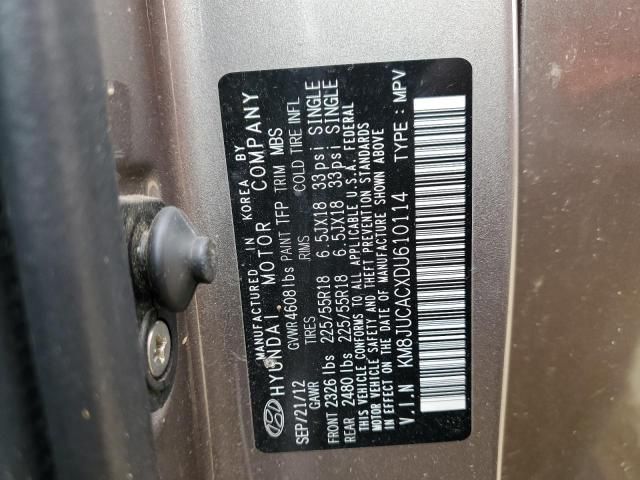 MANUFACTURED IN KOREA BY
HYUNDAI MOTOR COMPANY
SEP/21/12 GVWR 4608 lbs PAINT TFP TRIM MBS
GAWR TIRES RIMS COLD TIRE INFL
FRONT 2326 lbs 225/55R18 6.5JX18 33psi SINGLE
REAR 2480 lbs 225/55R18 6.5JX18 33psi SINGLE
THIS VEHICLE CONFORMS TO ALL APPLICABLE U.S.A. FEDERAL
MOTOR VEHICLE SAFETY AND THEFT PREVENTION STANDARDS
IN EFFECT ON THE DATE OF MANUFACTURE SHOWN ABOVE.
V.I.N KM8JUCACXDU610114 TYPE : MPV